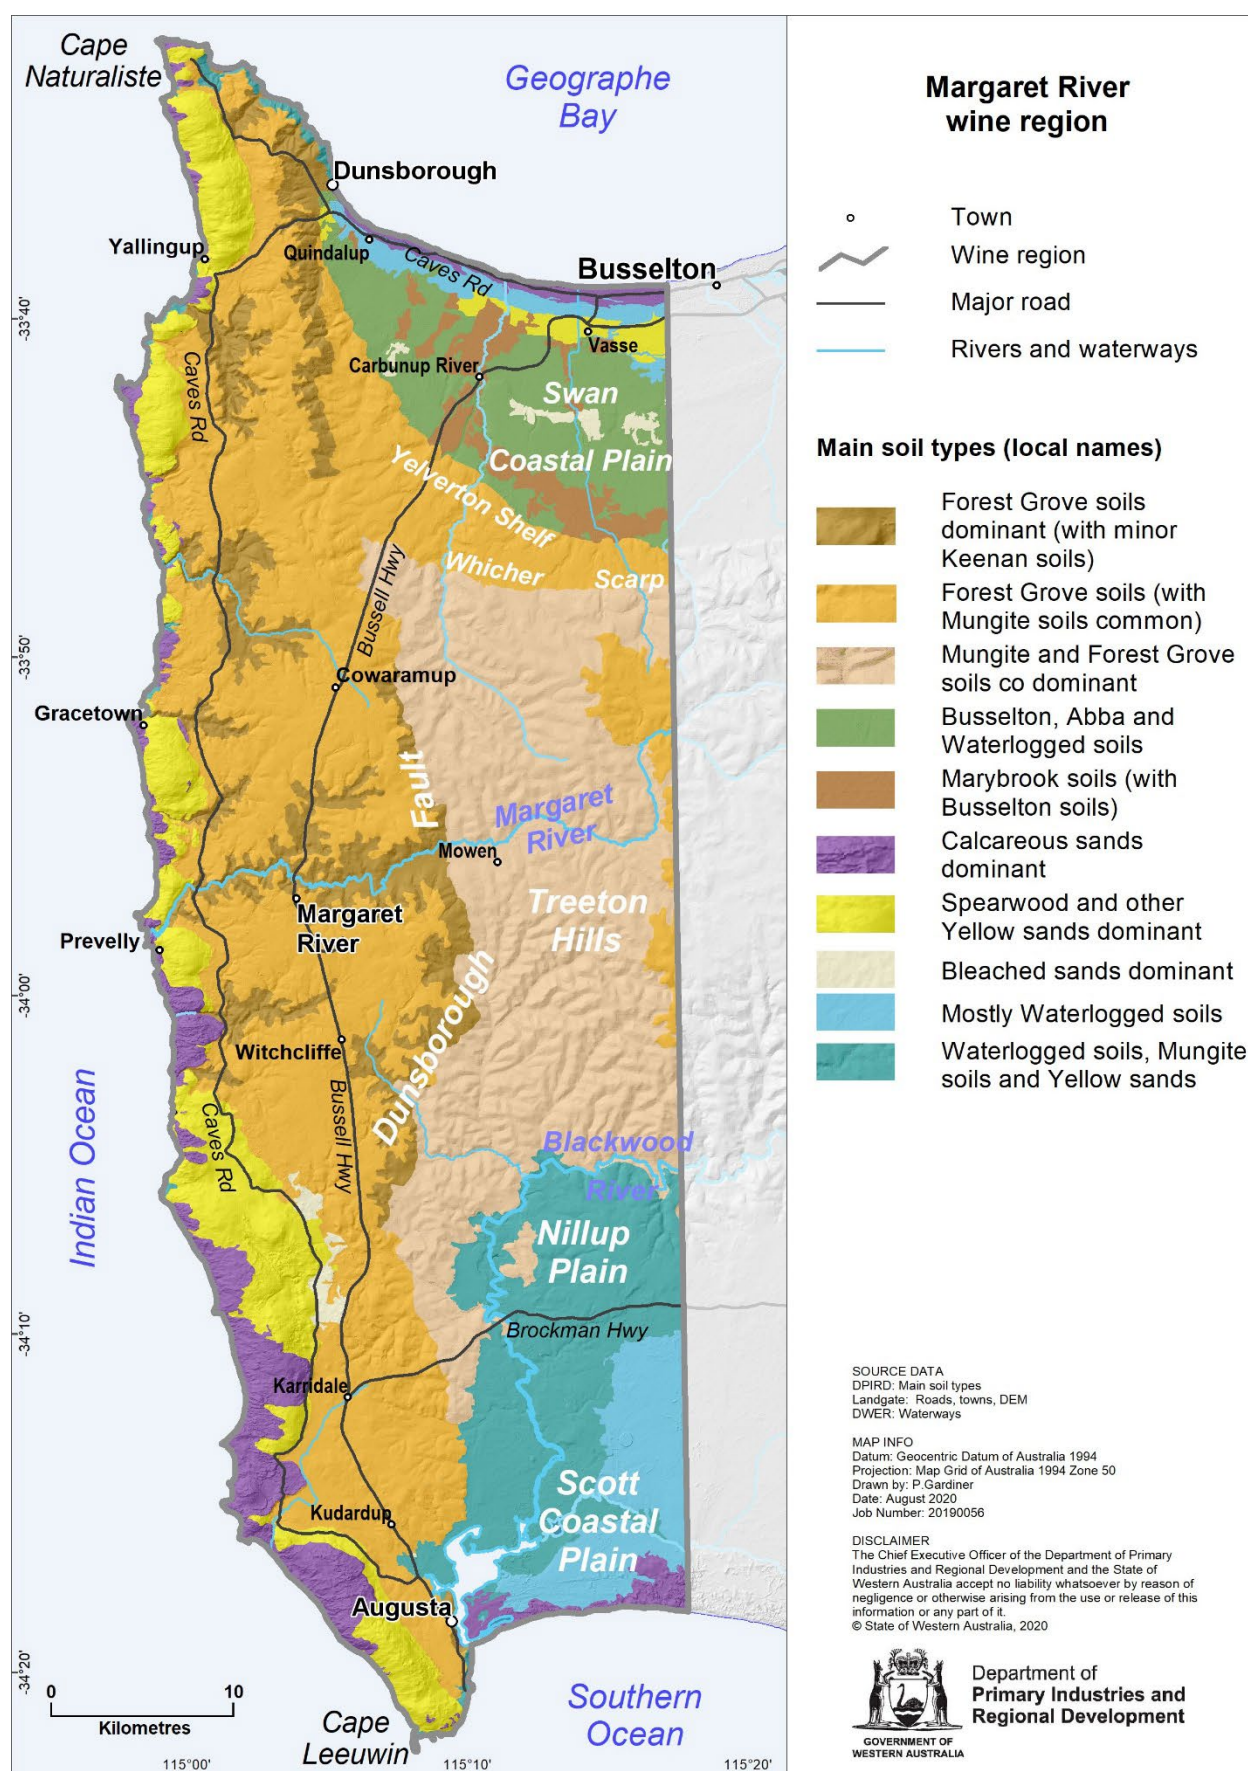 Cape
Naturaliste
Geographe
Bay
Dunsborough
Yallingup
Quindalup
Caves Rd
Busselton
-33°40'
Vasse
Carbunup River
Swan
Coastal Plain
Caves Rd
Yelverton Shelf
Whicher
Scarp
Bussell Hwy
-33°50'
Cowaramup
Gracetown
Fault
Margaret
River
Mowen
Treeton
Hills
Margaret
River
Prevelly
-34°00'
Witchcliffe
Dunsborough
Indian Ocean
Caves Rd
Bussell Hwy
Blackwood
River
Nillup
Plain
-34°10'
Brockman Hwy
Karridale
Scott
Coastal
Plain
Kudardup
Augusta
-34°20'
0 10
Kilometres
Cape
Leeuwin
Southern
Ocean
115°00' 115°10' 115°20'
Margaret River
wine region
Town
Wine region
Major road
Rivers and waterways
Main soil types (local names)
Forest Grove soils
dominant (with minor
Keenan soils)
Forest Grove soils (with
Mungite soils common)
Mungite and Forest Grove
soils co dominant
Busselton, Abba and
Waterlogged soils
Marybrook soils (with
Busselton soils)
Calcareous sands
dominant
Spearwood and other
Yellow sands dominant
Bleached sands dominant
Mostly Waterlogged soils
Waterlogged soils, Mungite
soils and Yellow sands
SOURCE DATA
DPIRD: Main soil types
Landgate: Roads, towns, DEM
DWER: Waterways
MAP INFO
Datum: Geocentric Datum of Australia 1994
Projection: Map Grid of Australia 1994 Zone 50
Drawn by: P.Gardiner
Date: August 2020
Job Number: 20190056
DISCLAIMER
The Chief Executive Officer of the Department of Primary
Industries and Regional Development and the State of
Western Australia accept no liability whatsoever by reason of
negligence or otherwise arising from the use or release of this
information or any part of it.
© State of Western Australia, 2020
Department of
Primary Industries and
Regional Development
GOVERNMENT OF
WESTERN AUSTRALIA